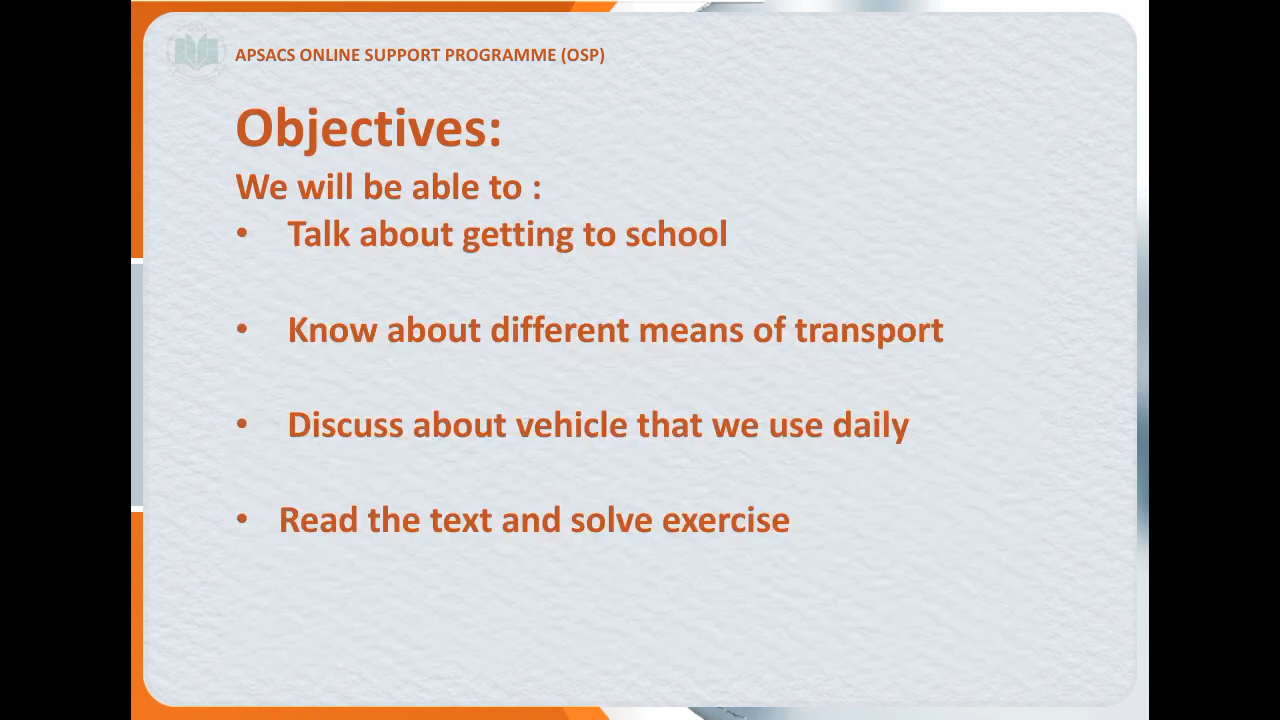 APSACS ONLINE SUPPORT PROGRAMME (OSP)
Objectives:
We will be able to :
• Talk about getting to school
• Know about different means of transport
• Discuss about vehicle that we use daily
• Read the text and solve exercise